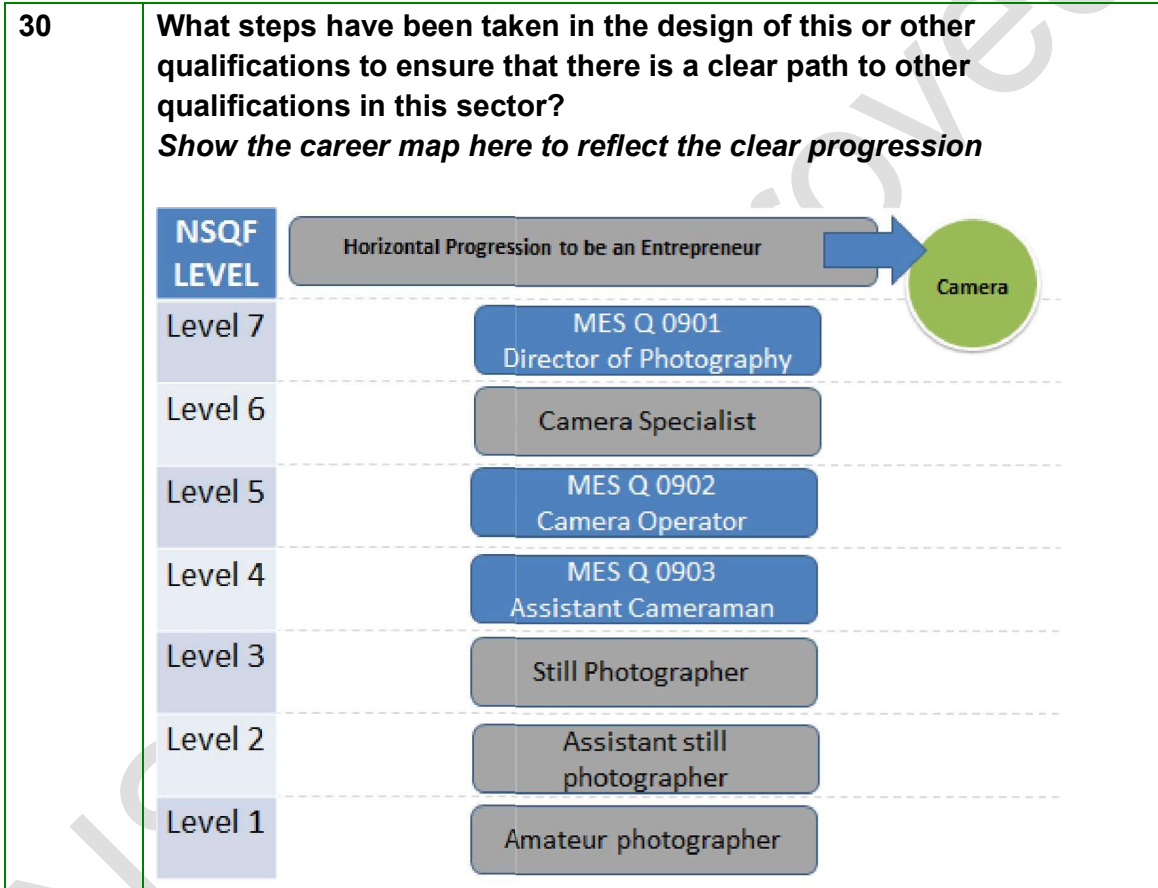 30
What steps have been taken in the design of this or other
qualifications to ensure that there is a clear path to other
qualifications in this sector?
Show the career map here to reflect the clear progression
NSQF
LEVEL
Horizontal Progression to be an Entrepreneur
Camera
Level 7
MES Q 0901
Director of Photography
Level 6
Camera Specialist
Level 5
MES Q 0902
Camera Operator
Level 4
MES Q 0903
Assistant Cameraman
Level 3
Still Photographer
Level 2
Assistant still
photographer
Level 1
Amateur photographer